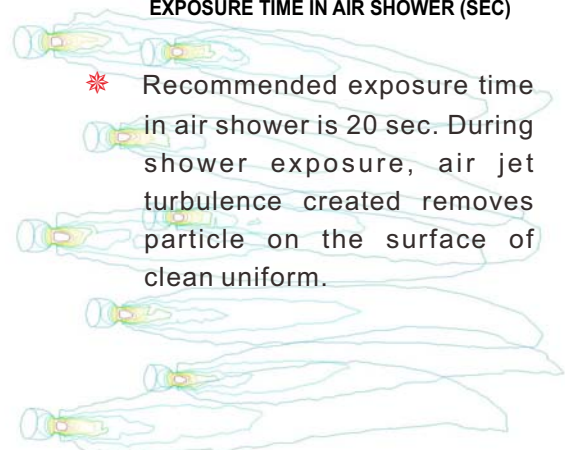 EXPOSURE TIME IN AIR SHOWER (SEC)
Recommended exposure time
in air shower is 20 sec. During
shower exposure, air jet
turbulence created removes
particle on the surface of
clean uniform.